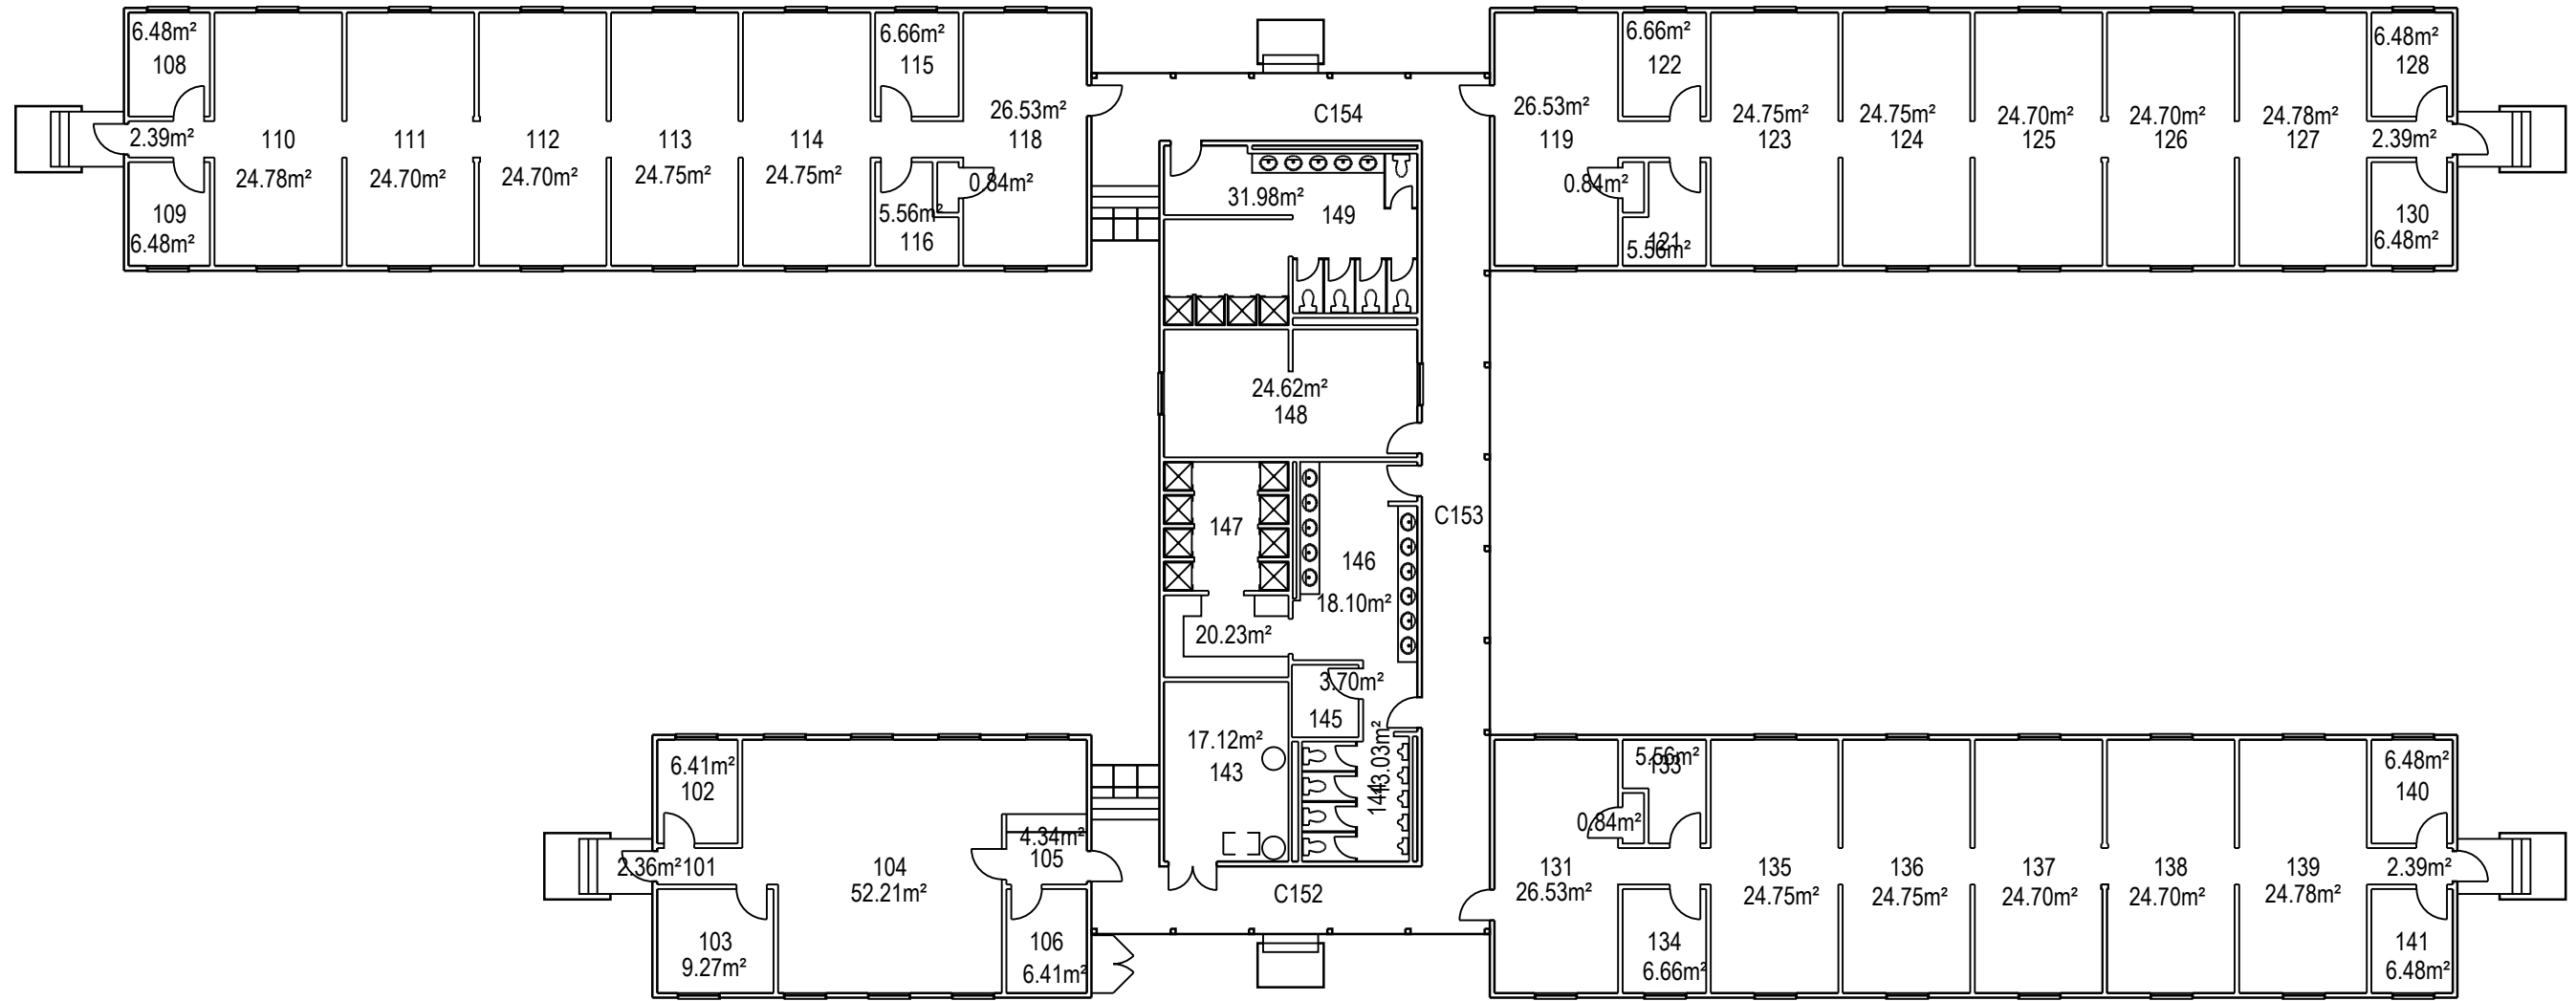 6.48m²
108
2.39m²
109
6.48m²
110
24.78m²
111
24.70m²
112
24.70m²
113
24.75m²
114
24.75m²
6.66m²
115
5.56m²
116
0.84m²
26.53m²
118
C154
26.53m²
119
0.84m²
6.66m²
122
121
5.56m²
24.75m²
123
24.75m²
124
24.70m²
125
24.70m²
126
24.78m²
127
6.48m²
128
2.39m²
130
6.48m²
31.98m²
149
24.62m²
148
147
20.23m²
146
18.10m²
C153
3.70m²
145
17.12m²
143
144
13.03m²
6.41m²
102
2.36m²
101
103
9.27m²
104
52.21m²
4.34m²
105
106
6.41m²
C152
131
26.53m²
0.84m²
5.56m²
133
134
6.66m²
135
24.75m²
136
24.75m²
137
24.70m²
138
24.70m²
139
24.78m²
6.48m²
140
2.39m²
141
6.48m²